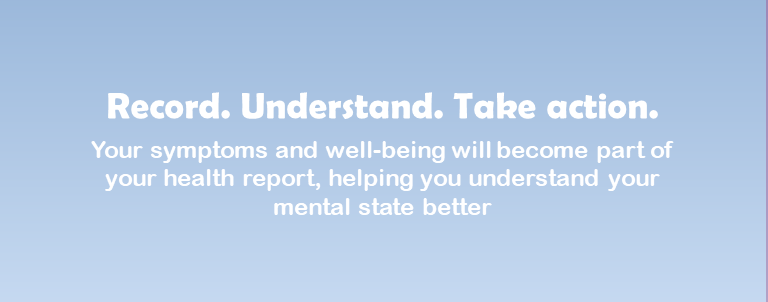 Record. Understand. Take action.
Your symptoms and well-being will become part of
your health report, helping you understand your
mental state better